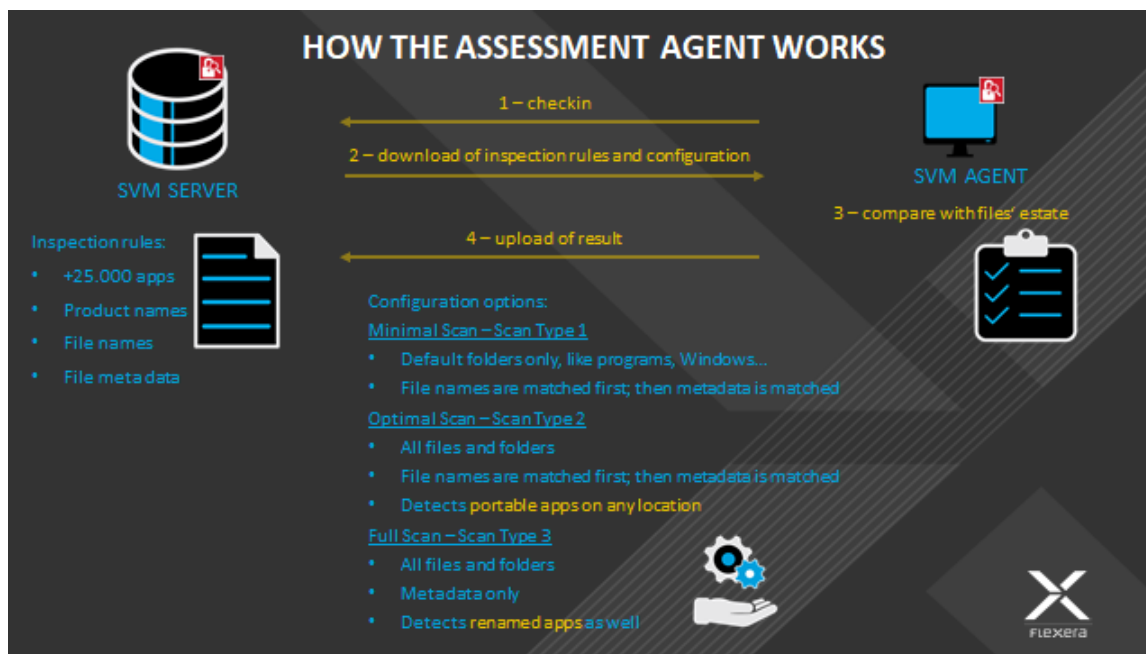 HOW THE ASSESSMENT AGENT WORKS
1 – checkin
2 – download of inspection rules and configuration
SVM SERVER
SVM AGENT
3 – compare with files' estate
4 – upload of result
Inspection rules:
• +25.000 apps
• Product names
• File names
• File meta data
Configuration options:
Minimal Scan – Scan Type 1
• Default folders only, like programs, Windows...
• File names are matched first; then metadata is matched
Optimal Scan – Scan Type 2
• All files and folders
• File names are matched first; then metadata is matched
• Detects portable apps on any location
Full Scan – Scan Type 3
• All files and folders
• Metadata only
• Detects renamed apps as well
FLEXera